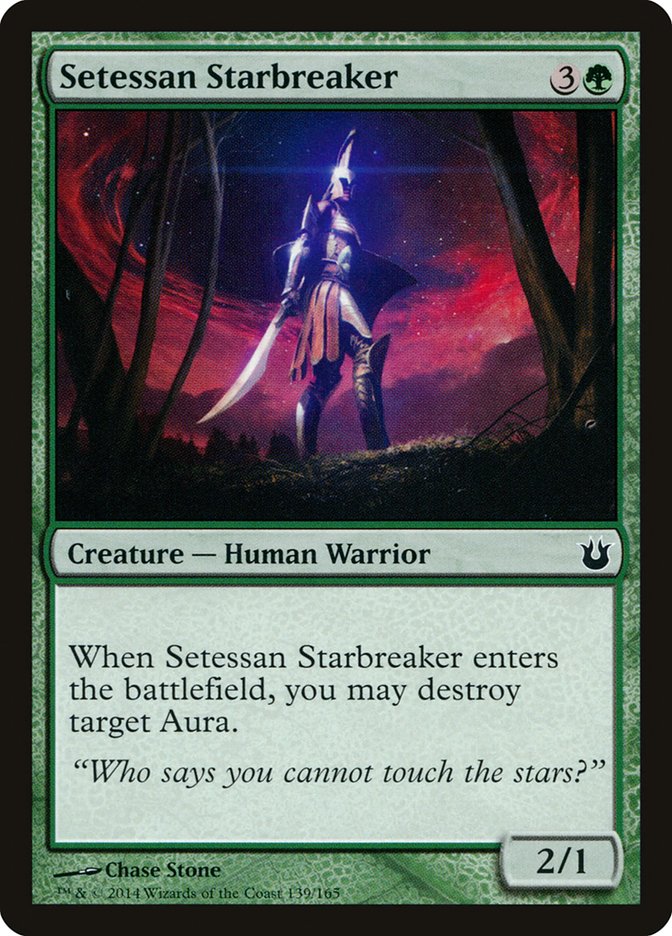 Setessan Starbreaker 3
Creature — Human Warrior
When Setessan Starbreaker enters
the battlefield, you may destroy
target Aura.
“Who says you cannot touch the stars?”
2/1
Chase Stone
™ & © 2014 Wizards of the Coast 139/165